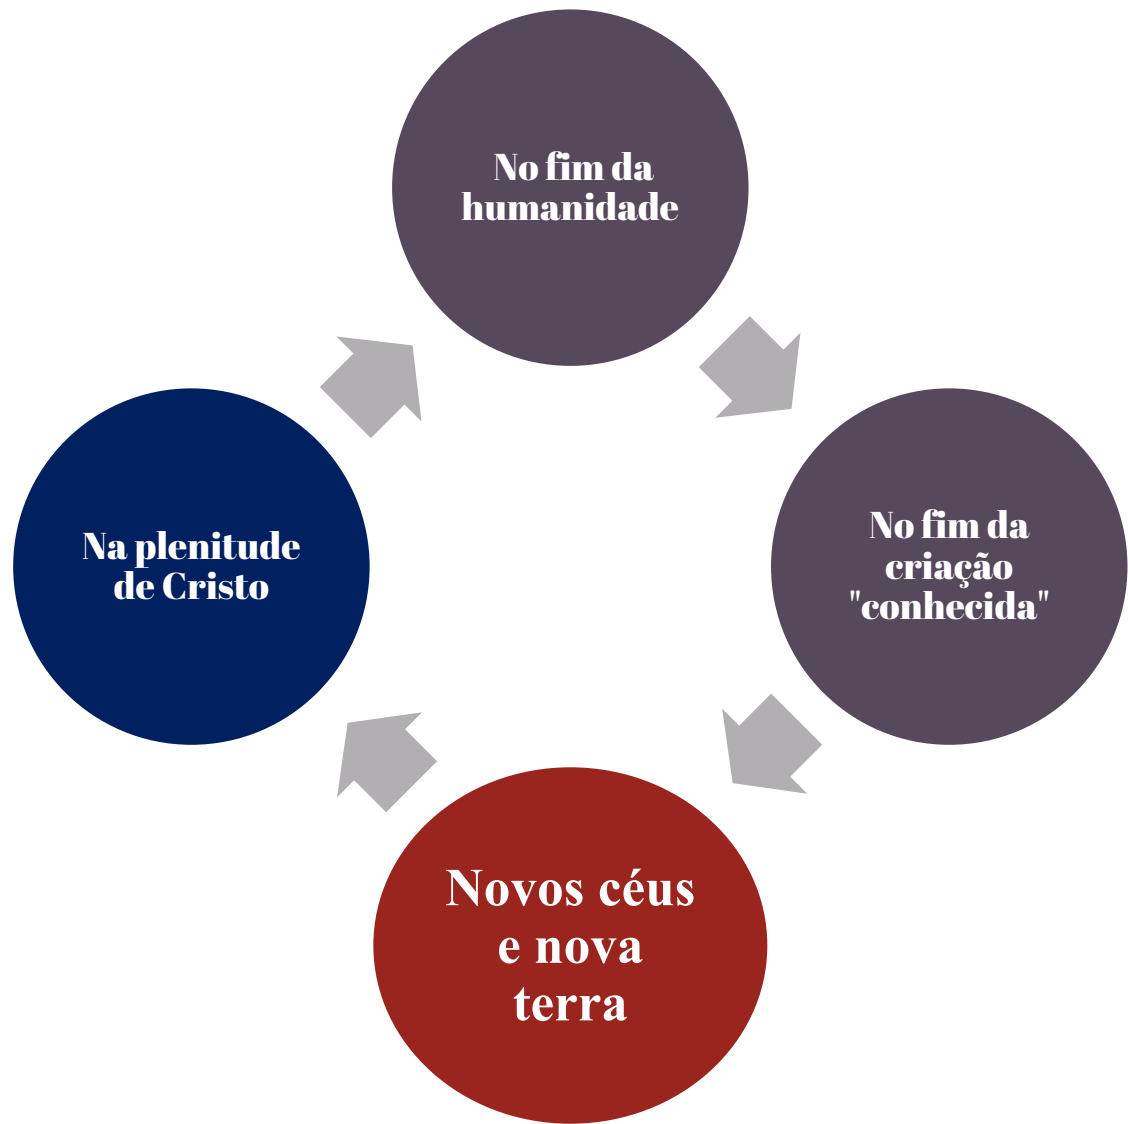 No fim da
humanidade
No fim da
criação
"conhecida"
Novos céus
e nova
terra
Na plenitude
de Cristo